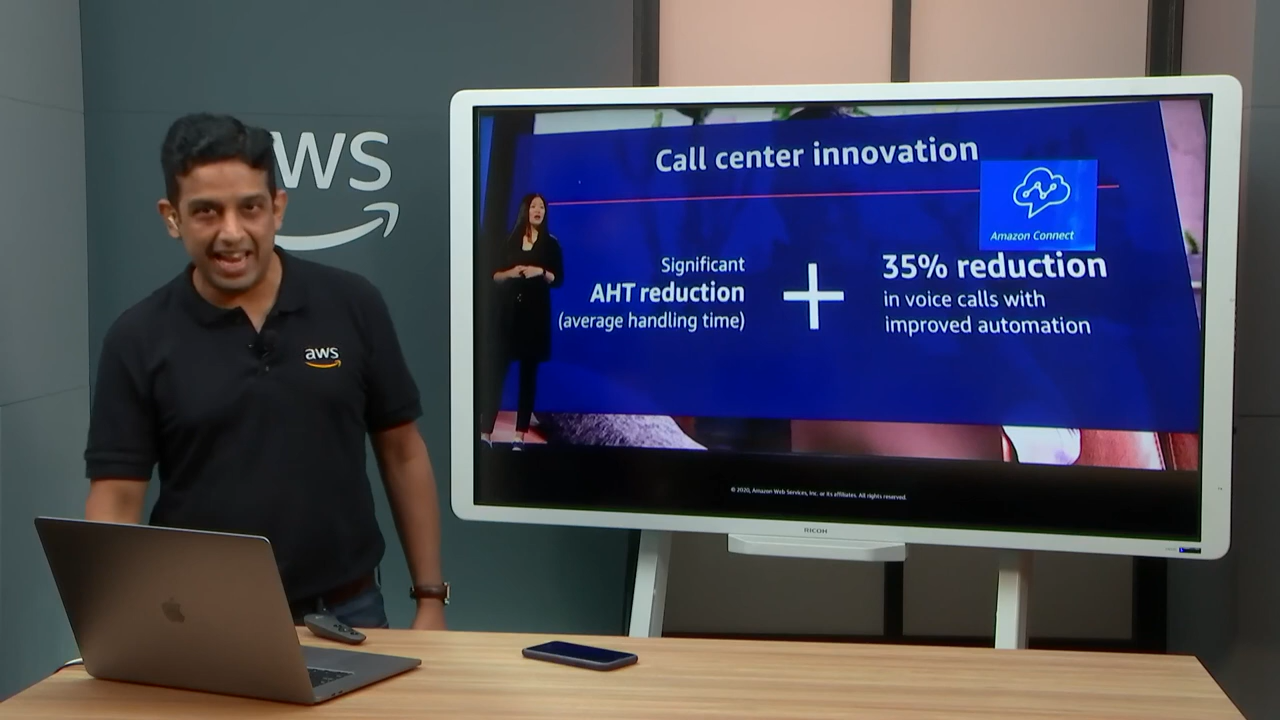 aws
aws
Call center innovation
Amazon Connect
Significant
AHT reduction
(average handling time)
+
35% reduction
in voice calls with
improved automation
© 2020, Amazon Web Services, Inc. or its affiliates. All rights reserved.
RICOH